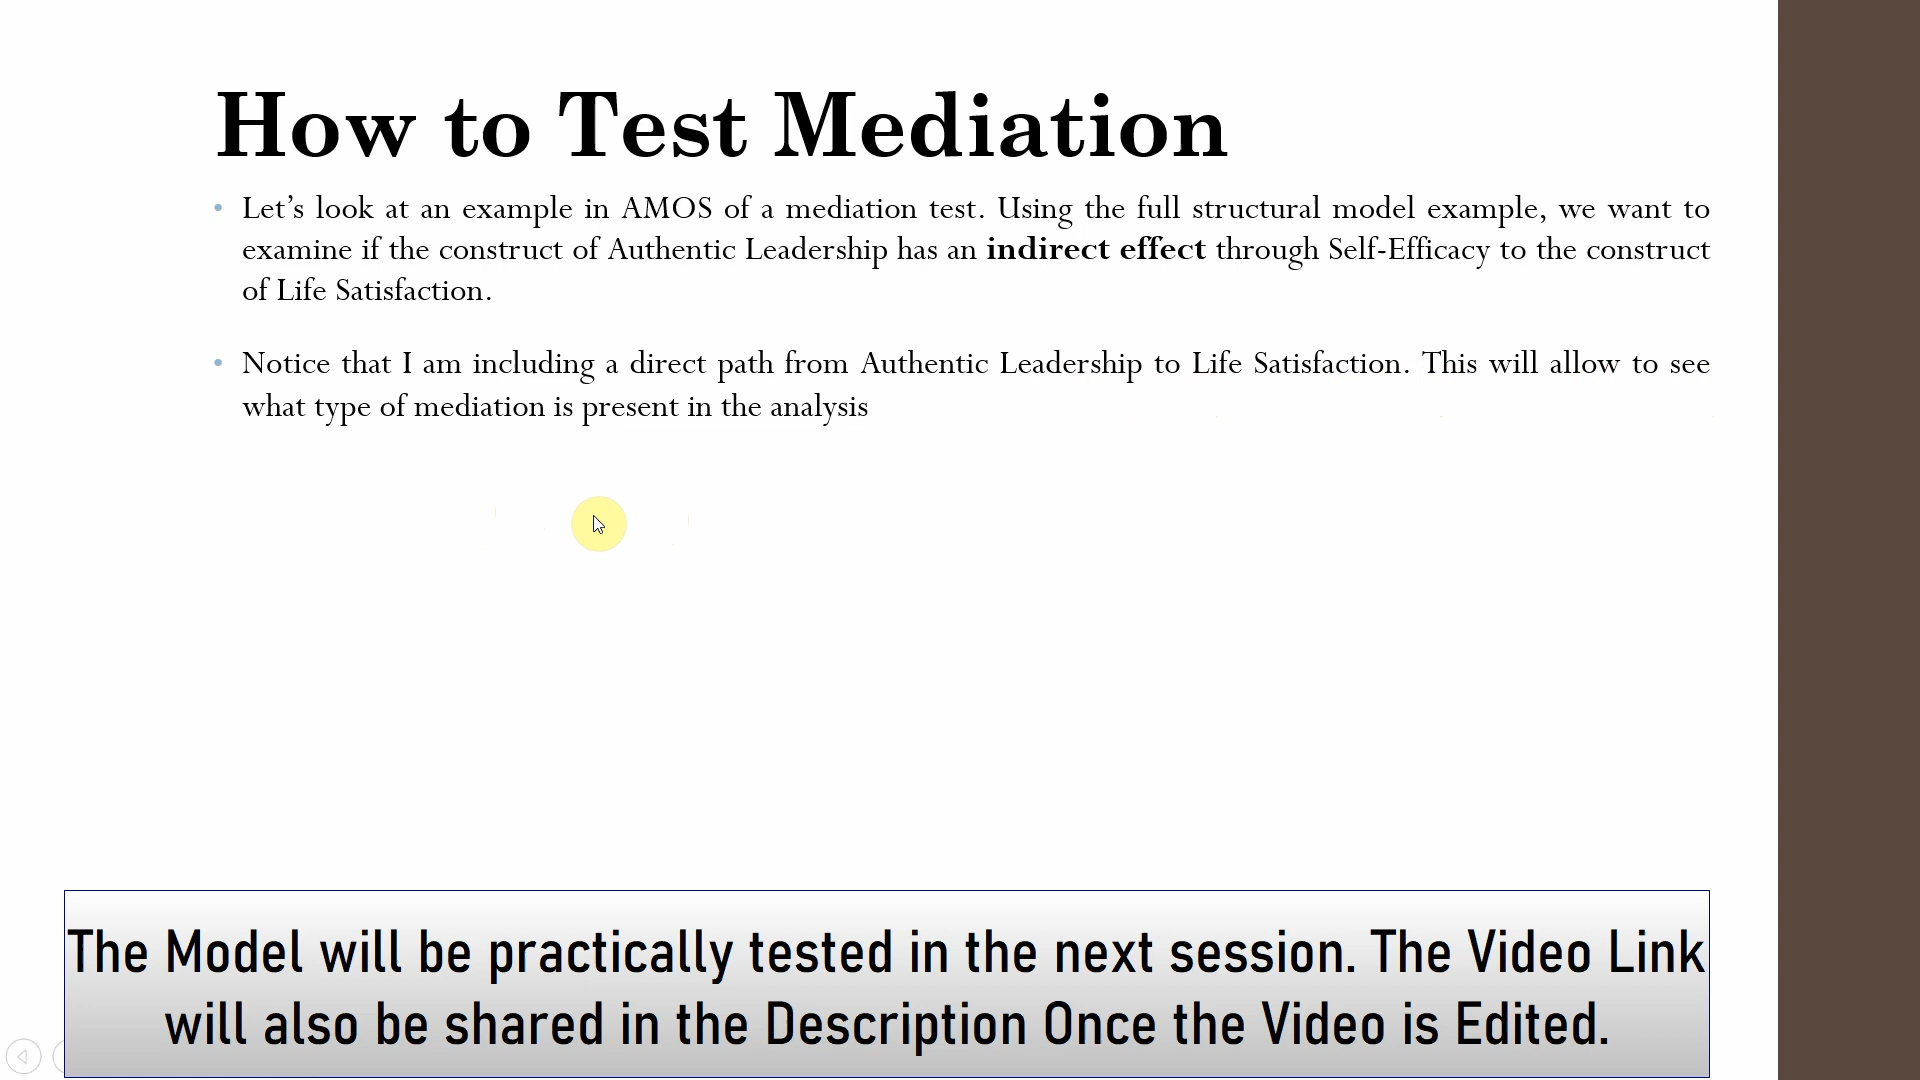 How to Test Mediation
• Let’s look at an example in AMOS of a mediation test. Using the full structural model example, we want to
examine if the construct of Authentic Leadership has an indirect effect through Self-Efficacy to the construct
of Life Satisfaction.
• Notice that I am including a direct path from Authentic Leadership to Life Satisfaction. This will allow to see
what type of mediation is present in the analysis
The Model will be practically tested in the next session. The Video Link
will also be shared in the Description Once the Video is Edited.